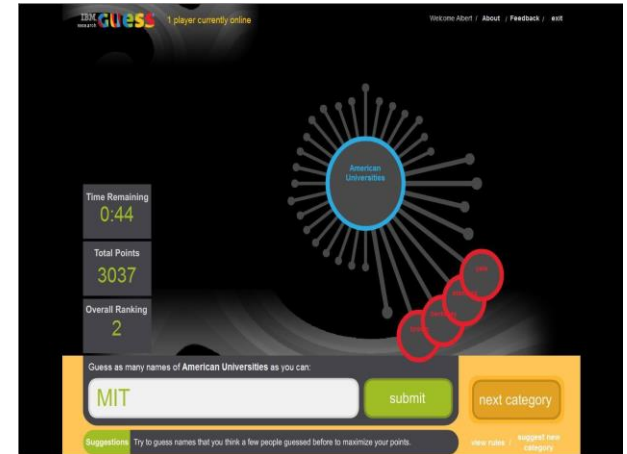 IBM research GUESS 1 player currently online
Welcome Albert / About / Feedback / exit
American
Universities
Time Remaining
0:44
Total Points
3037
Overall Ranking
2
Guess as many names of American Universities as you can:
MIT
submit
next category
Suggestions Try to guess names that you think a few people guessed before to maximize your points.
view rules / suggest new
category